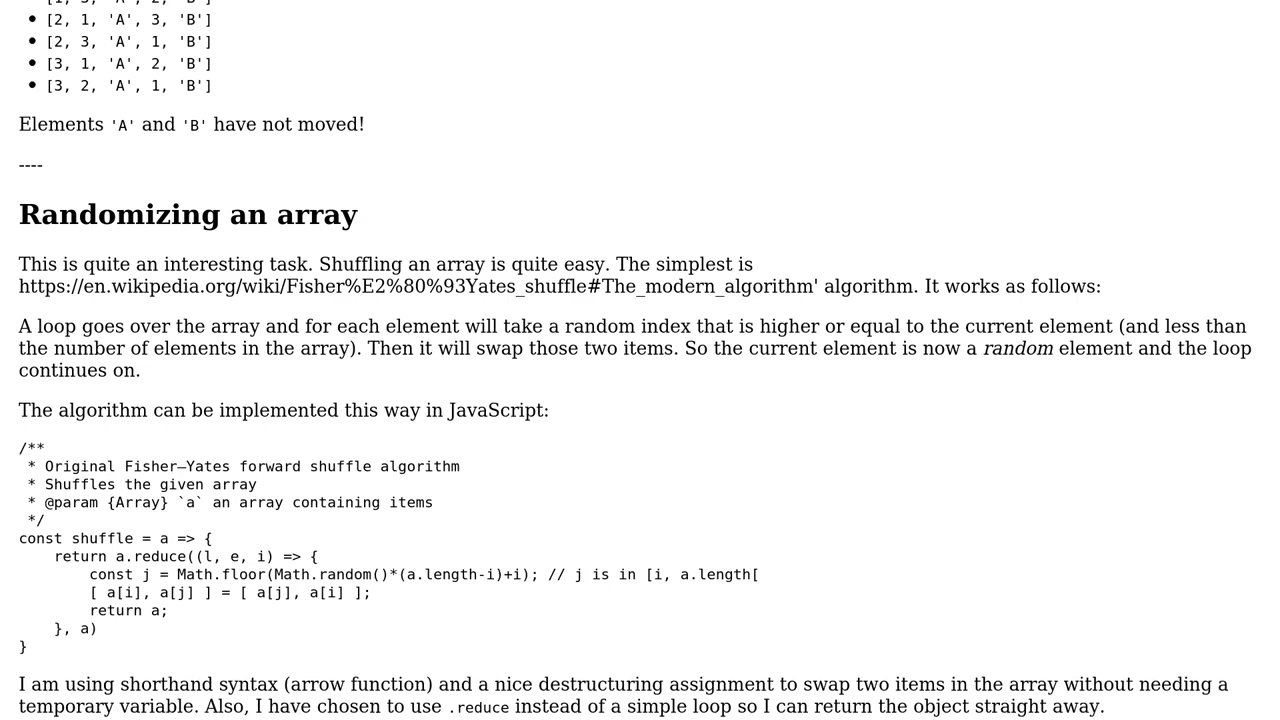 [1, 3, 'A', 2, 'B']
[2, 1, 'A', 3, 'B']
[2, 3, 'A', 1, 'B']
[3, 1, 'A', 2, 'B']
[3, 2, 'A', 1, 'B']
Elements 'A' and 'B' have not moved!
----
Randomizing an array
This is quite an interesting task. Shuffling an array is quite easy. The simplest is
https://en.wikipedia.org/wiki/Fisher%E2%80%93Yates_shuffle#The_modern_algorithm' algorithm. It works as follows:
A loop goes over the array and for each element will take a random index that is higher or equal to the current element (and less than
the number of elements in the array). Then it will swap those two items. So the current element is now a random element and the loop
continues on.
The algorithm can be implemented this way in JavaScript:
/**
 * Original Fisher–Yates forward shuffle algorithm
 * Shuffles the given array
 * @param {Array} `a` an array containing items
 */
const shuffle = a => {
    return a.reduce((l, e, i) => {
        const j = Math.floor(Math.random()*(a.length-i)+i); // j is in [i, a.length[
        [ a[i], a[j] ] = [ a[j], a[i] ];
        return a;
    }, a)
}
I am using shorthand syntax (arrow function) and a nice destructuring assignment to swap two items in the array without needing a
temporary variable. Also, I have chosen to use .reduce instead of a simple loop so I can return the object straight away.